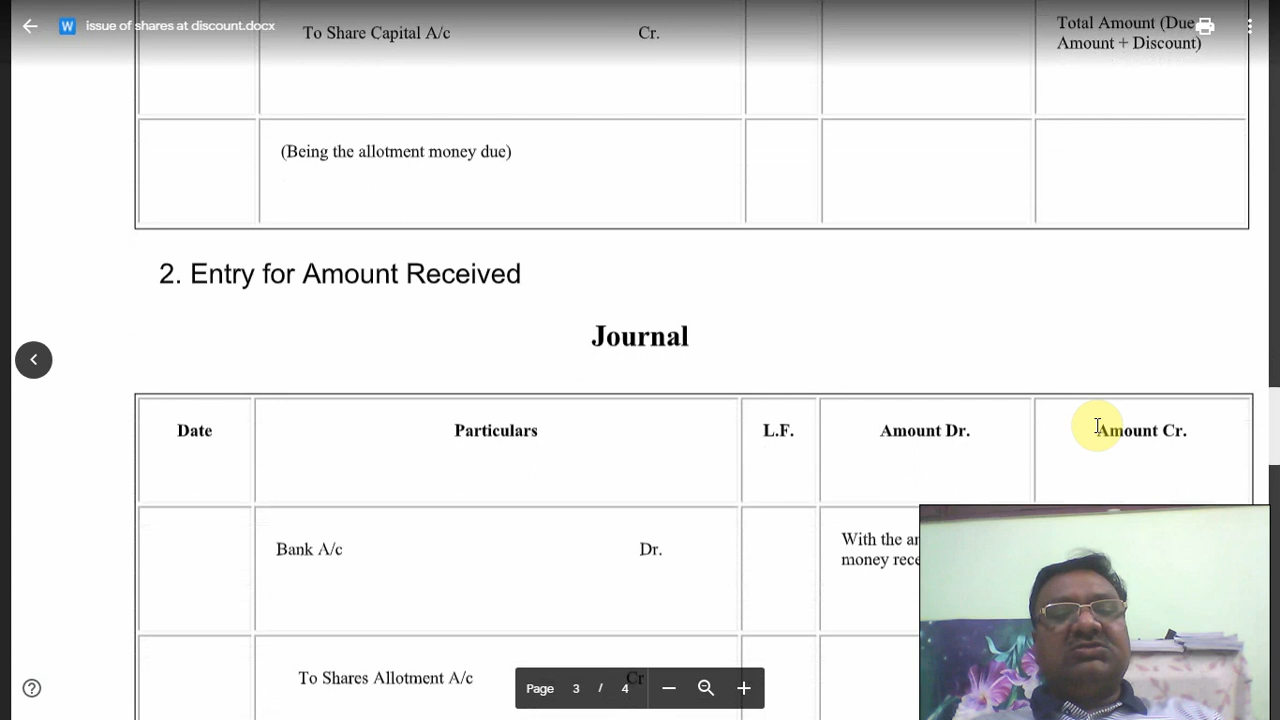 issue of shares at discount.docx
To Share Capital A/c Cr. Total Amount (Due
Amount + Discount)
(Being the allotment money due)
2. Entry for Amount Received
Journal
Date Particulars L.F. Amount Dr. Amount Cr.
Bank A/c Dr. With the
money
To Shares Allotment A/c Cr
Page 3 / 4